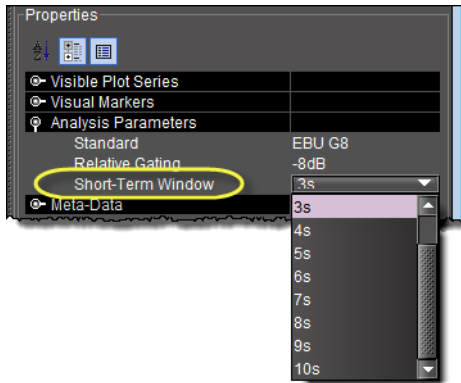 Properties
Visible Plot Series
Visual Markers
Analysis Parameters
Standard EBU G8
Relative Gating -8dB
Short-Term Window 3s
Meta-Data
3s
4s
5s
6s
7s
8s
9s
10s